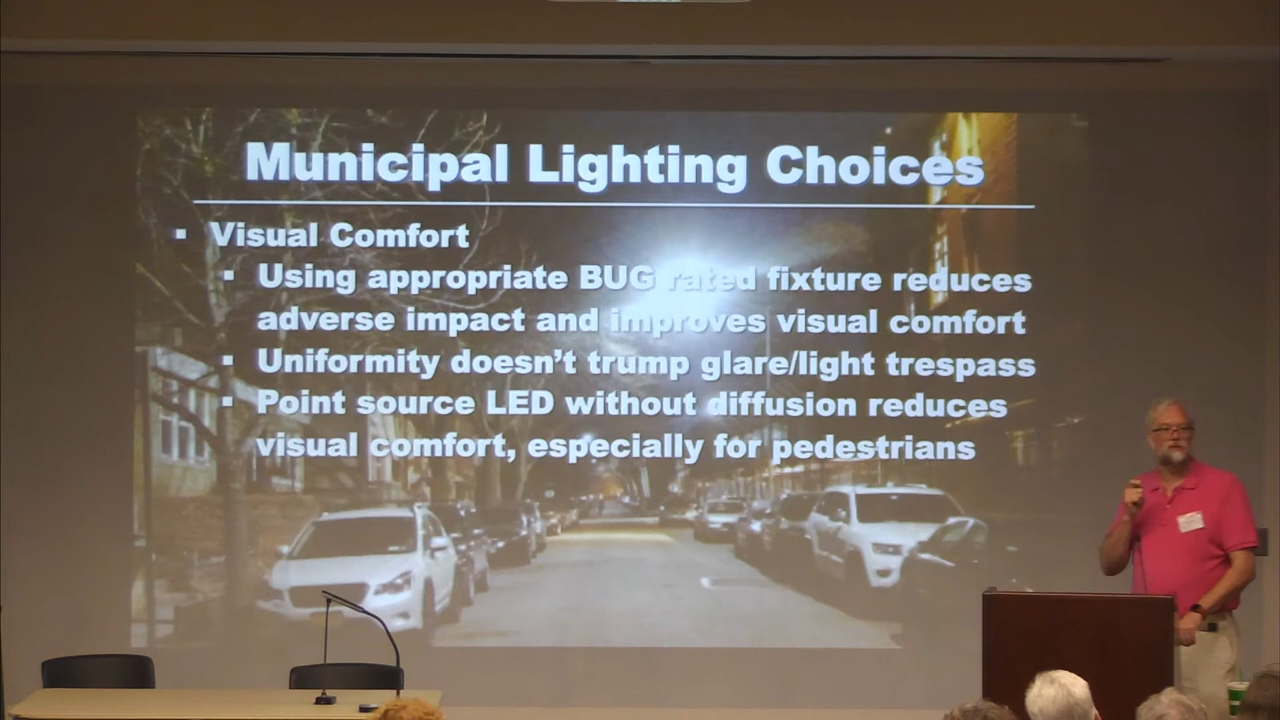 Municipal Lighting Choices
▪ Visual Comfort
▪ Using appropriate BUG rated fixture reduces
adverse impact and improves visual comfort
▪ Uniformity doesn't trump glare/light trespass
▪ Point source LED without diffusion reduces
visual comfort, especially for pedestrians